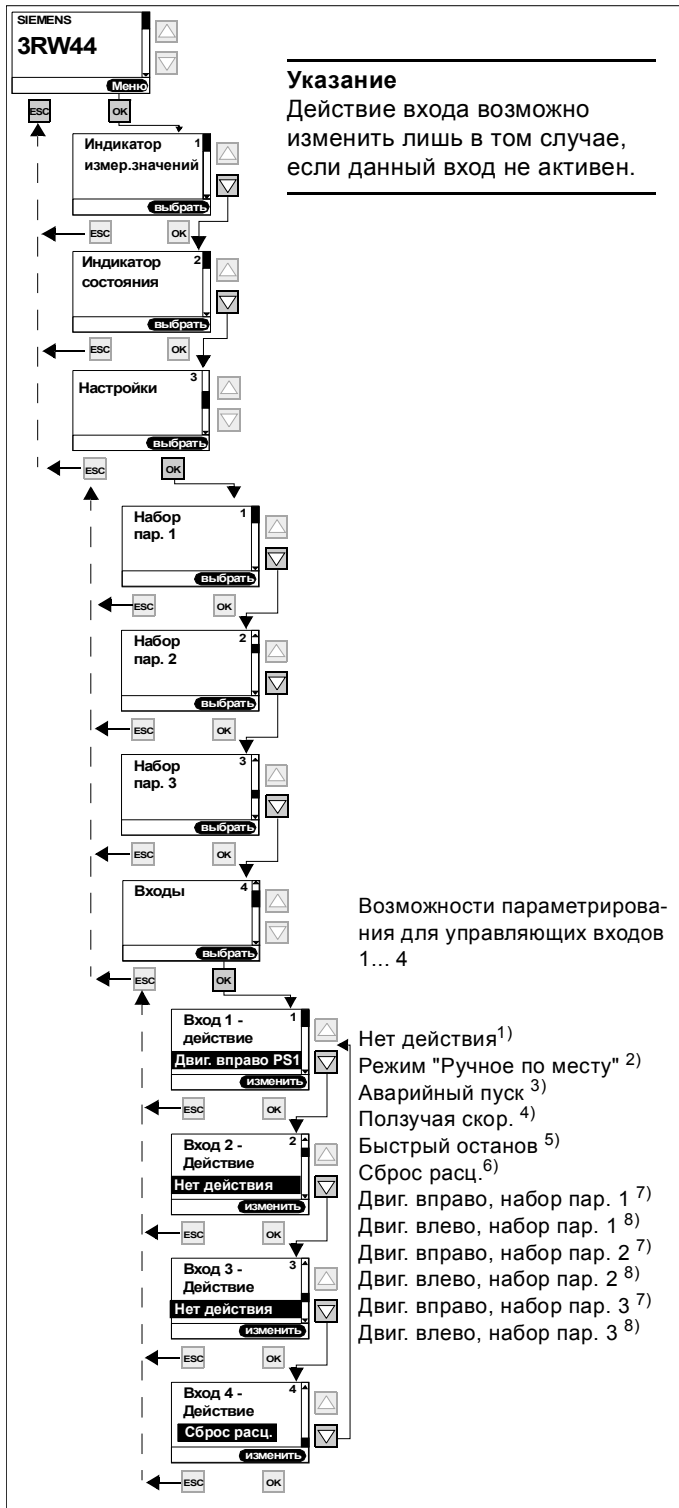 SIEMENS
3RW44
Меню
ESC
OK
Указание
Действие входа возможно
изменить лишь в том случае,
если данный вход не активен.
Индикатор 1
измер.значений
выбрать
ESC
OK
Индикатор 2
состояния
выбрать
ESC
OK
3
Настройки
выбрать
ESC
OK
Набор 1
пар. 1
выбрать
ESC
OK
Набор 2
пар. 2
выбрать
ESC
OK
Набор 3
пар. 3
выбрать
ESC
OK
Входы 4
выбрать
ESC
OK
Возможности параметрирова-
ния для управляющих входов
1... 4
Вход 1 - 1
действие
Двиг. вправо PS1
изменить
ESC
OK
Вход 2 - 2
Действие
Нет действия
изменить
ESC
OK
Вход 3 - 3
Действие
Нет действия
изменить
ESC
OK
Вход 4 - 4
Действие
Сброс расц.
изменить
ESC
OK
Нет действия1)
Режим "Ручное по месту" 2)
Аварийный пуск 3)
Ползучая скор. 4)
Быстрый останов 5)
Сброс расц.6)
Двиг. вправо, набор пар. 1 7)
Двиг. влево, набор пар. 1 8)
Двиг. вправо, набор пар. 2 7)
Двиг. влево, набор пар. 2 8)
Двиг. вправо, набор пар. 3 7)
Двиг. влево, набор пар. 3 8)